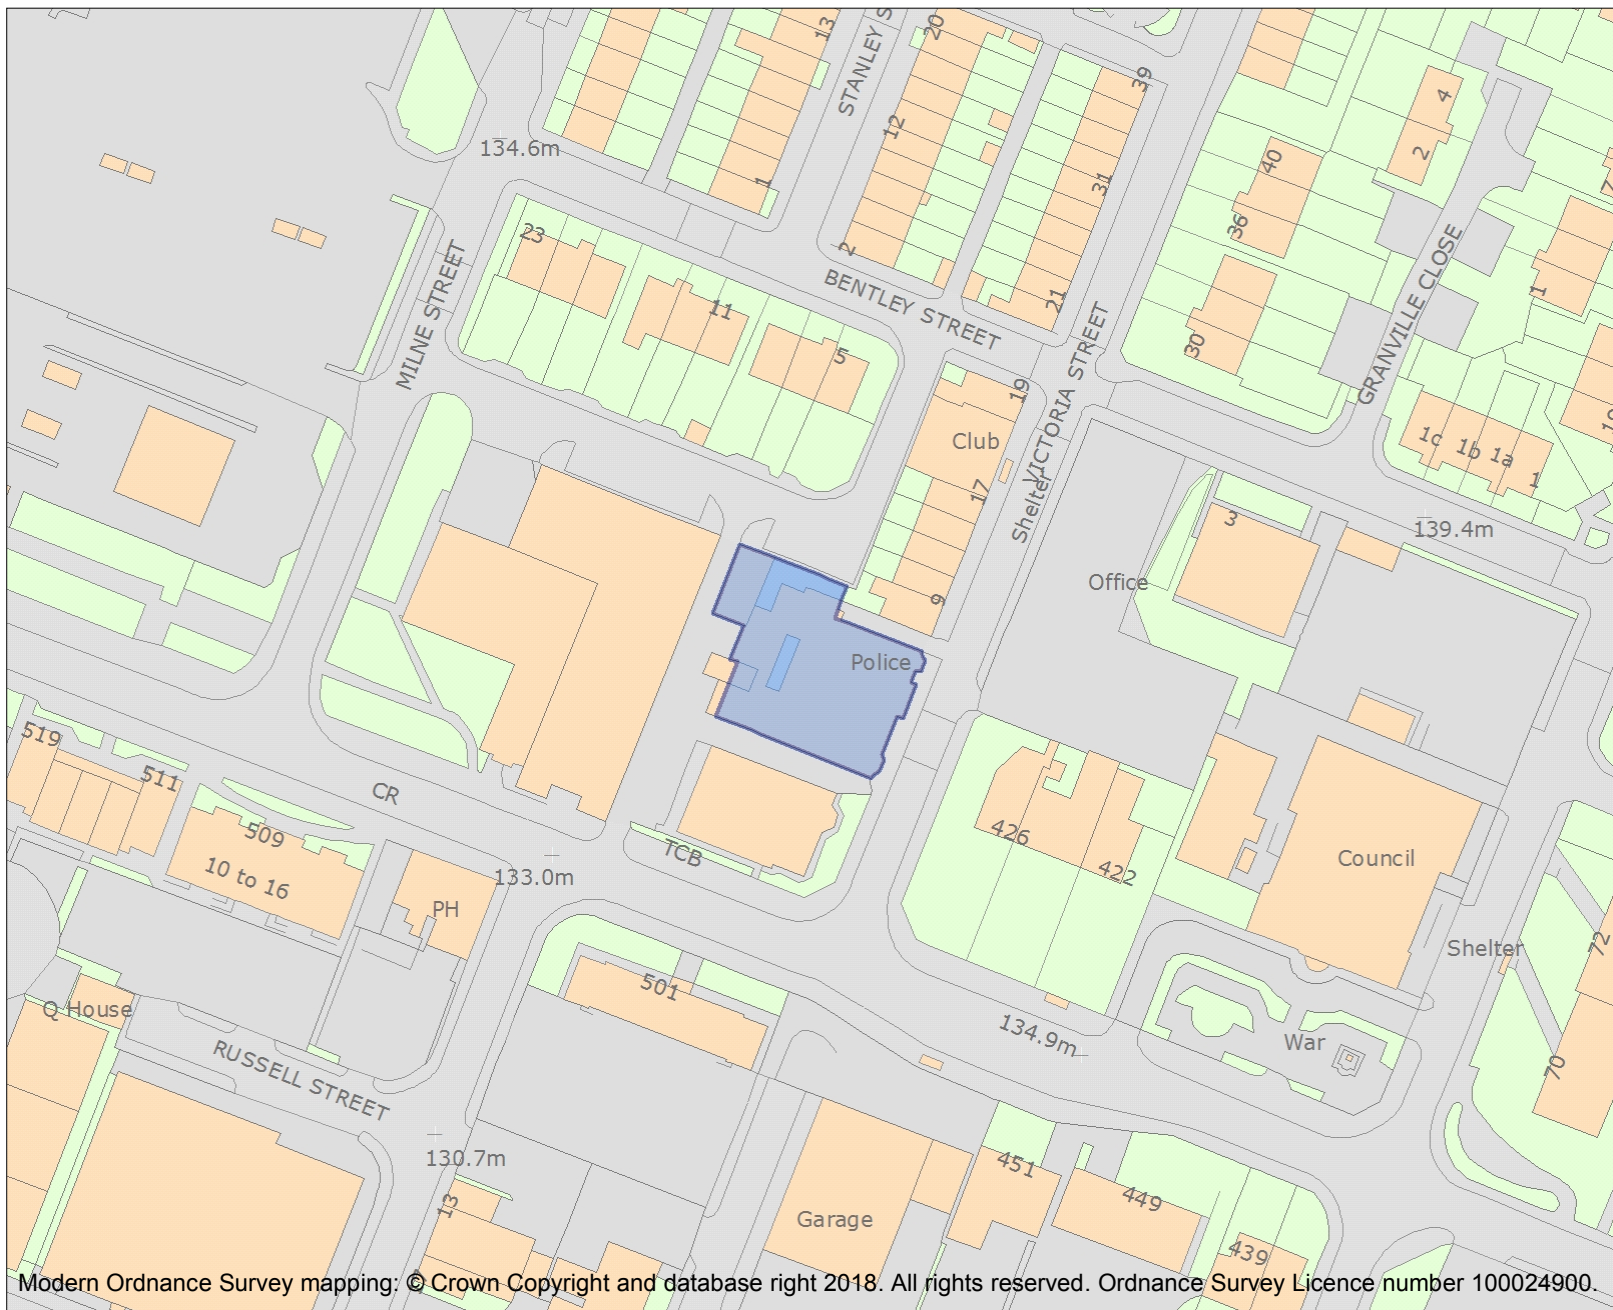 13
STANLEY S
20
39
4
134.6m
12
2
40
1
31
7
36
23
2
MILNE STREET
BENTLEY STREET
GRANVILLE CLOSE
11
21
1
5
30
VICTORIA STREET
19
Club
1c
1b
1a
1
17
Shelter
3
139.4m
Office
9
Police
519
511
CR
509
10 to 16
426
422
TCB
133.0m
Council
PH
72
Shelter
501
Q House
134.9m
War
RUSSELL STREET
70
130.7m
451
13
449
Garage
439
Modern Ordnance Survey mapping: © Crown Copyright and database right 2018. All rights reserved. Ordnance Survey Licence number 100024900.